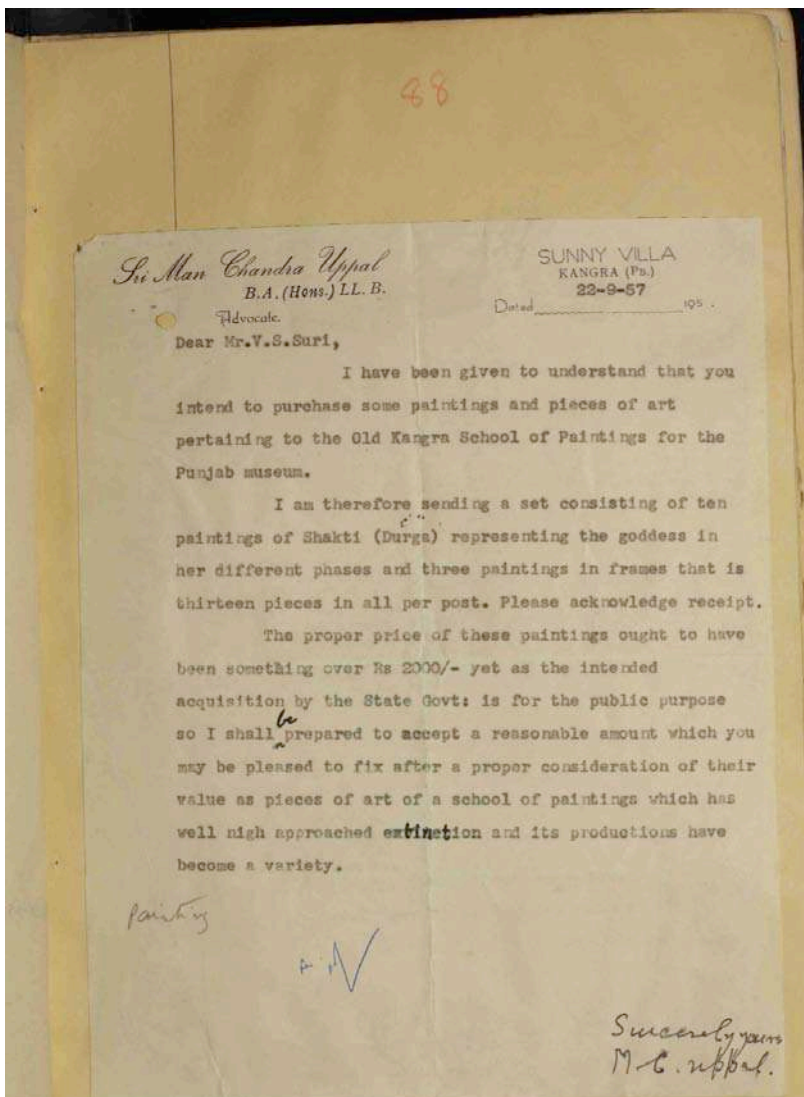 88
Sri Man Chandra Uppal
B.A. (Hons.) LL. B.
Advocate.
SUNNY VILLA
KANGRA (Pb.)
22-9-57
Dated 195 .
Dear Mr.V.S.Suri,
I have been given to understand that you
intend to purchase some paintings and pieces of art
pertaining to the Old Kangra School of Paintings for the
Punjab museum.
I am therefore sending a set consisting of ten
paintings of Shakti (Durga) representing the goddess in
her different phases and three paintings in frames that is
thirteen pieces in all per post. Please acknowledge receipt.
The proper price of these paintings ought to have
been something over Rs 2000/- yet as the intended
acquisition by the State Govt: is for the public purpose
so I shall be prepared to accept a reasonable amount which you
may be pleased to fix after a proper consideration of their
value as pieces of art of a school of paintings which has
well nigh approached extinction and its productions have
become a variety.
Painting
Sincerely yours
M.C. Uppal.